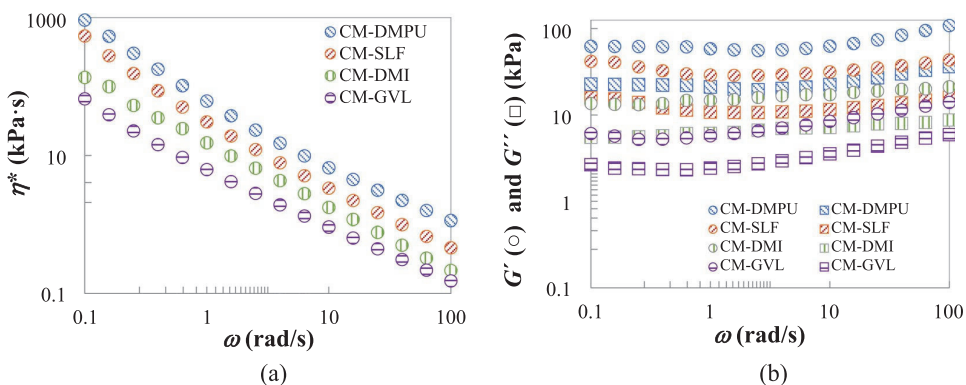 1000
10
0.1
η* (kPa·s)
0.1
1
10
100
ω (rad/s)
CM-DMPU
CM-SLF
CM-DMI
CM-GVL
(a)
100
10
1
0.1
G′ (○) and G′′ (□) (kPa)
0.1
1
10
100
ω (rad/s)
CM-DMPU CM-DMPU
CM-SLF CM-SLF
CM-DMI CM-DMI
CM-GVL CM-GVL
(b)